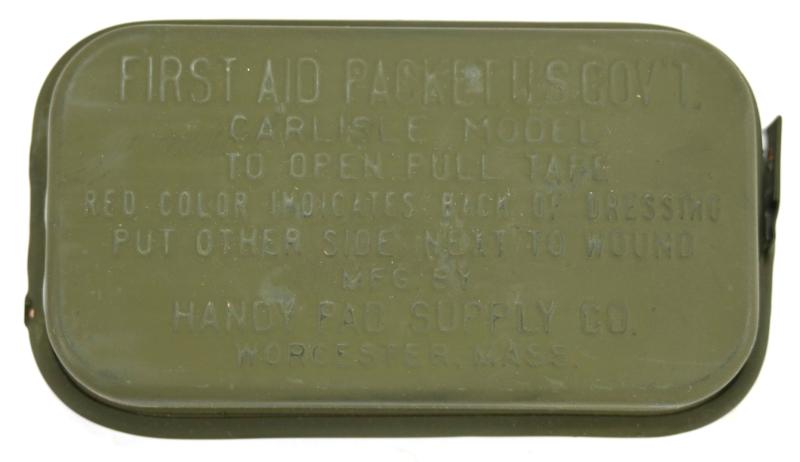 FIRST AID PACKET.U.S.GOV'T.
CARLISLE MODEL
TO OPEN PULL TAPE
RED COLOR INDICATES BACK OF DRESSING
PUT OTHER SIDE NEXT TO WOUND
MFG. BY
HANDY PAD SUPPLY CO.
WORCESTER, MASS.